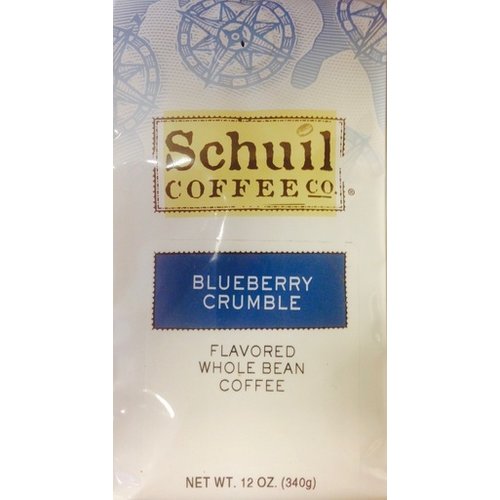 Schuil
COFFEE CO.®
BLUEBERRY
CRUMBLE
FLAVORED
WHOLE BEAN
COFFEE
NET WT. 12 OZ. (340g)